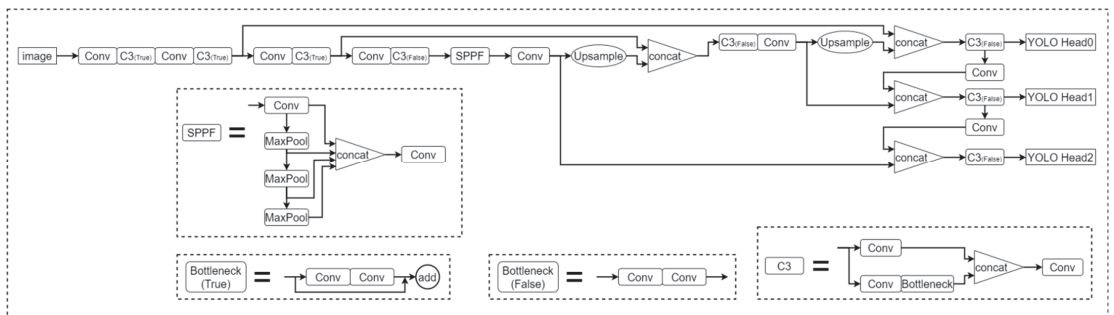 image
Conv C3(True) Conv C3(True) Conv C3(True) Conv C3(False) SPPF Conv Upsample concat C3(False) Conv Upsample concat C3(False) YOLO Head0
Conv
concat C3(False) YOLO Head1
Conv
concat C3(False) YOLO Head2
SPPF =
Conv
MaxPool
MaxPool
MaxPool
concat
Conv
Bottleneck
(True)
=
Conv Conv add
Bottleneck
(False)
=
Conv Conv
C3 =
Conv
Conv Bottleneck
concat
Conv